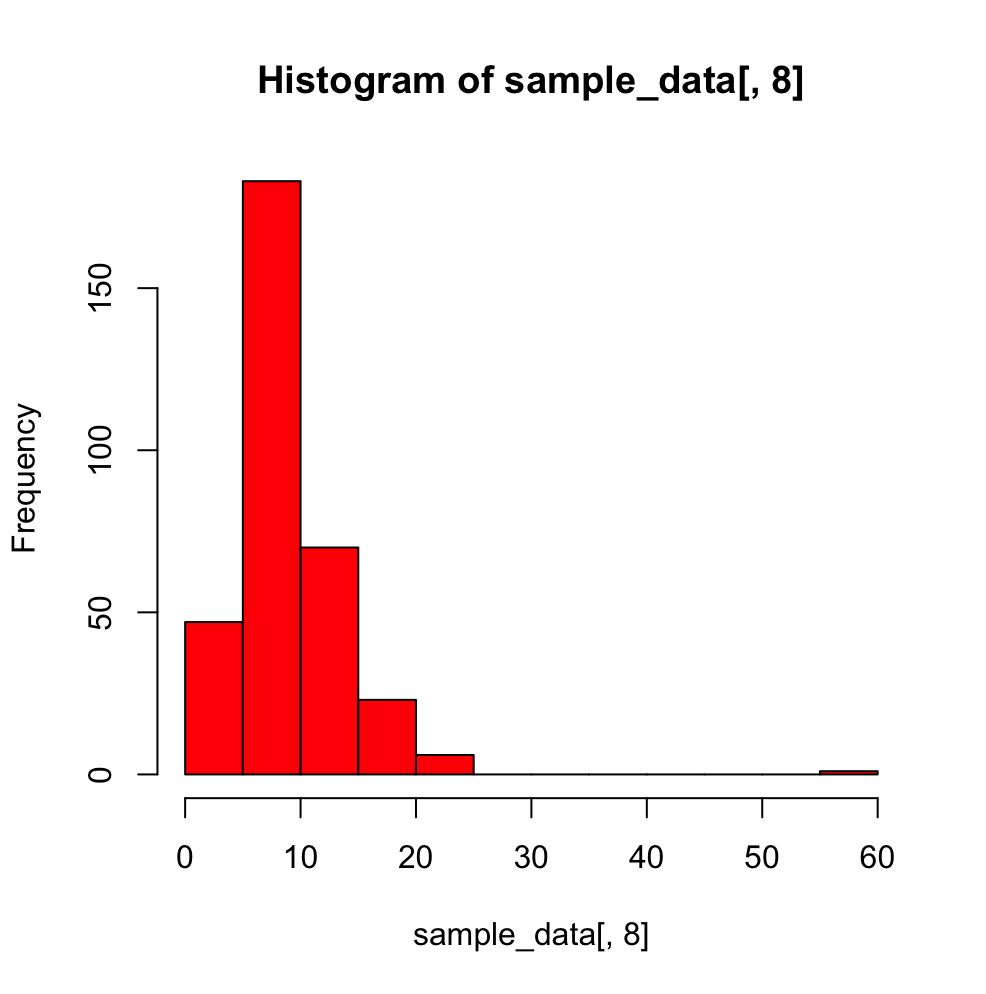 Histogram of sample_data[, 8]
Frequency
150
100
50
0
0 10 20 30 40 50 60
sample_data[, 8]